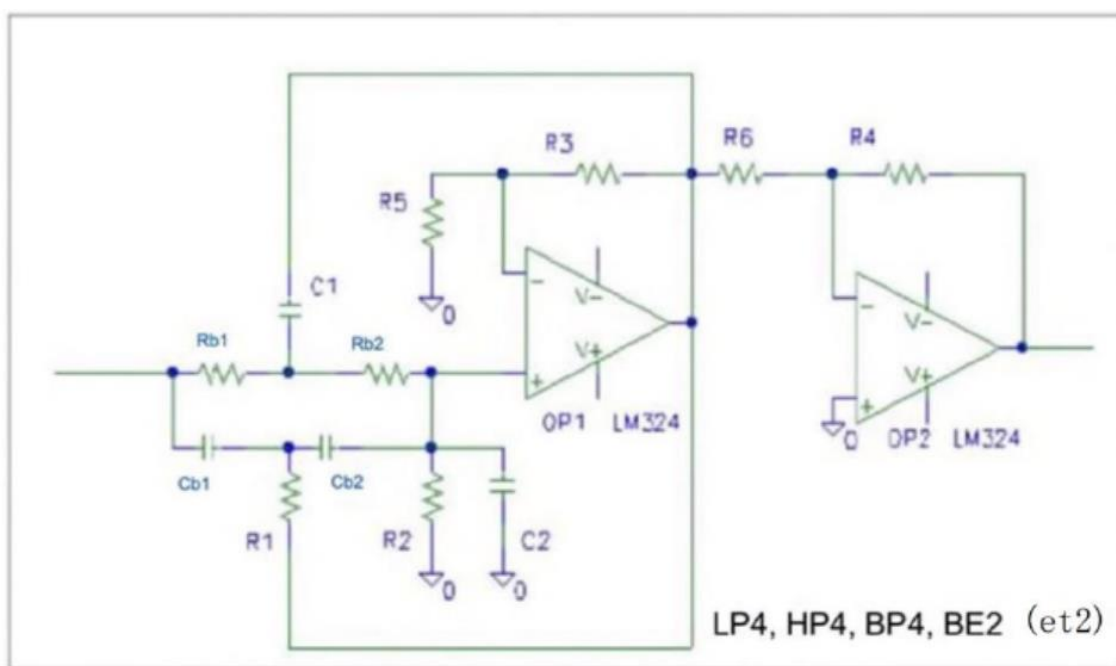 R3
R6
R4
R5
C1
0
V-
V+
Rb1
Rb2
OP1 LM324
V-
V+
0
OP2 LM324
Cb1
Cb2
R1
R2
C2
0
0
LP4, HP4, BP4, BE2 (et2)